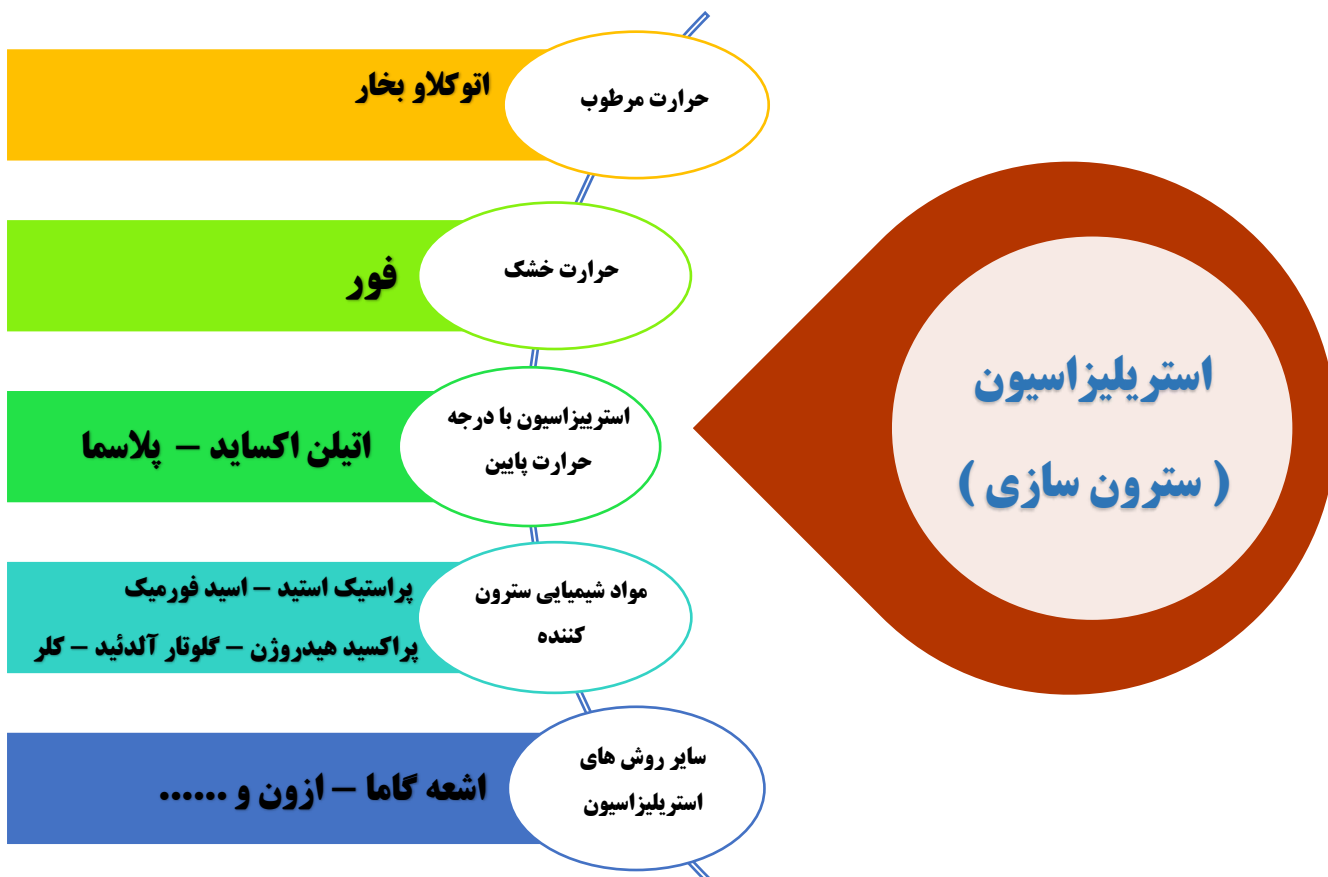 استریلیزاسیون
( سترون سازی )
حرارت مرطوب
اتوکلاو بخار
حرارت خشک
فور
استرییزاسیون با درجه
حرارت پایین
اتیلن اکساید – پلاسما
مواد شیمیایی سترون
کننده
پراستیک استید – اسید فورمیک
پراکسید هیدروژن – گلوتار آلدئید – کلر
سایر روش های
استریلیزاسیون
اشعه گاما – ازون و ......